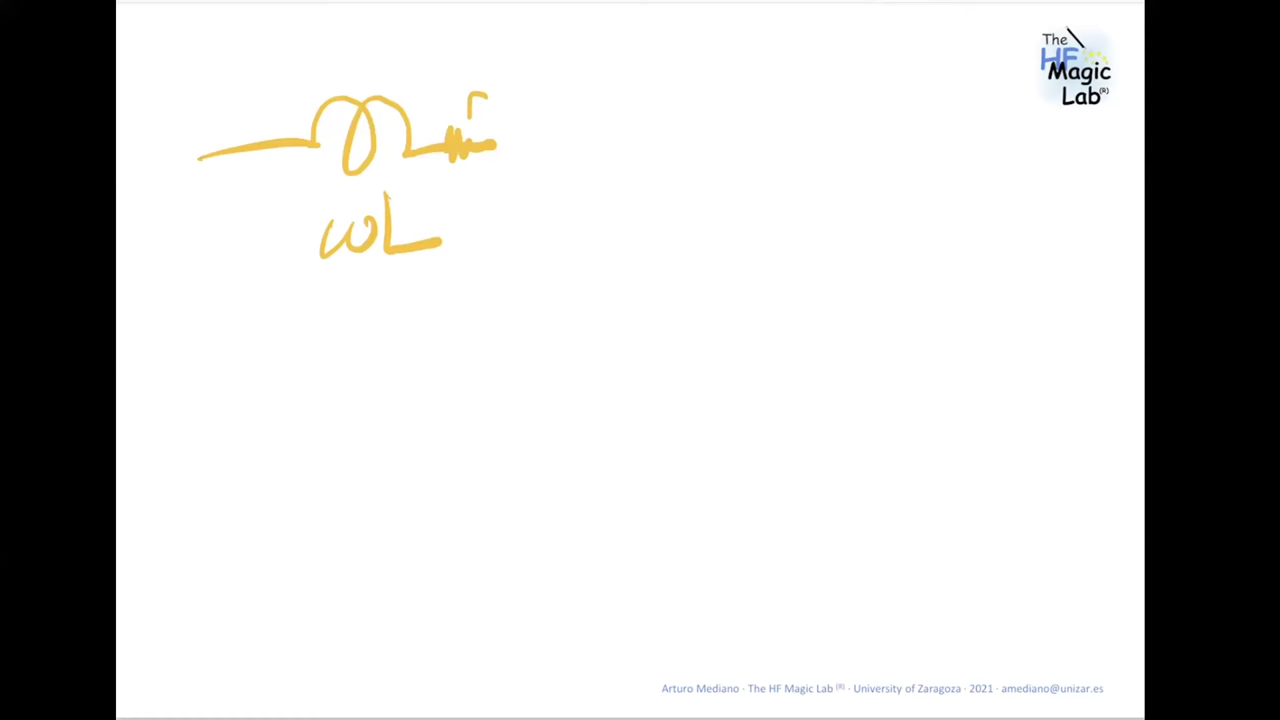 The
HF
Magic
Lab(R)
r
ωL
Arturo Mediano · The HF Magic Lab (R) · University of Zaragoza · 2021 · amediano@unizar.es